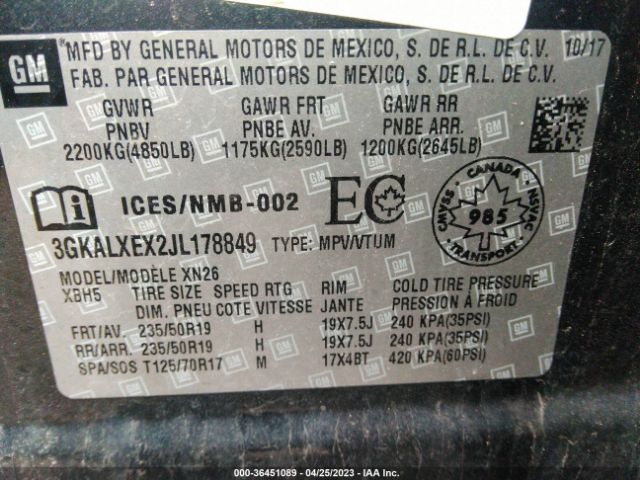 GM MFD BY GENERAL MOTORS DE MEXICO, S. DE R.L. DE C.V. 10/17
FAB. PAR GENERAL MOTORS DE MEXICO, S. DE R.L. DE C.V.
GVWR GAWR FRT GAWR RR
PNBV PNBE AV. PNBE ARR.
2200KG(4850LB) 1175KG(2590LB) 1200KG(2645LB)
ICES/NMB-002 EC CANADA CMVSS 985 NSVAC
3GKALXEX2JL178849 TYPE: MPV/VTUM
MODEL/MODÈLE XN26
XBH5 TIRE SIZE SPEED RTG RIM COLD TIRE PRESSURE
DIM. PNEU COTE VITESSE JANTE PRESSION À FROID
FRT/AV. 235/50R19 H 19X7.5J 240 KPA(35PSI)
RR/ARR. 235/50R19 H 19X7.5J 240 KPA(35PSI)
SPA/SOS T125/70R17 M 17X4BT 420 KPA(60PSI)
000-36451089 - 04/25/2023 - IAA Inc.